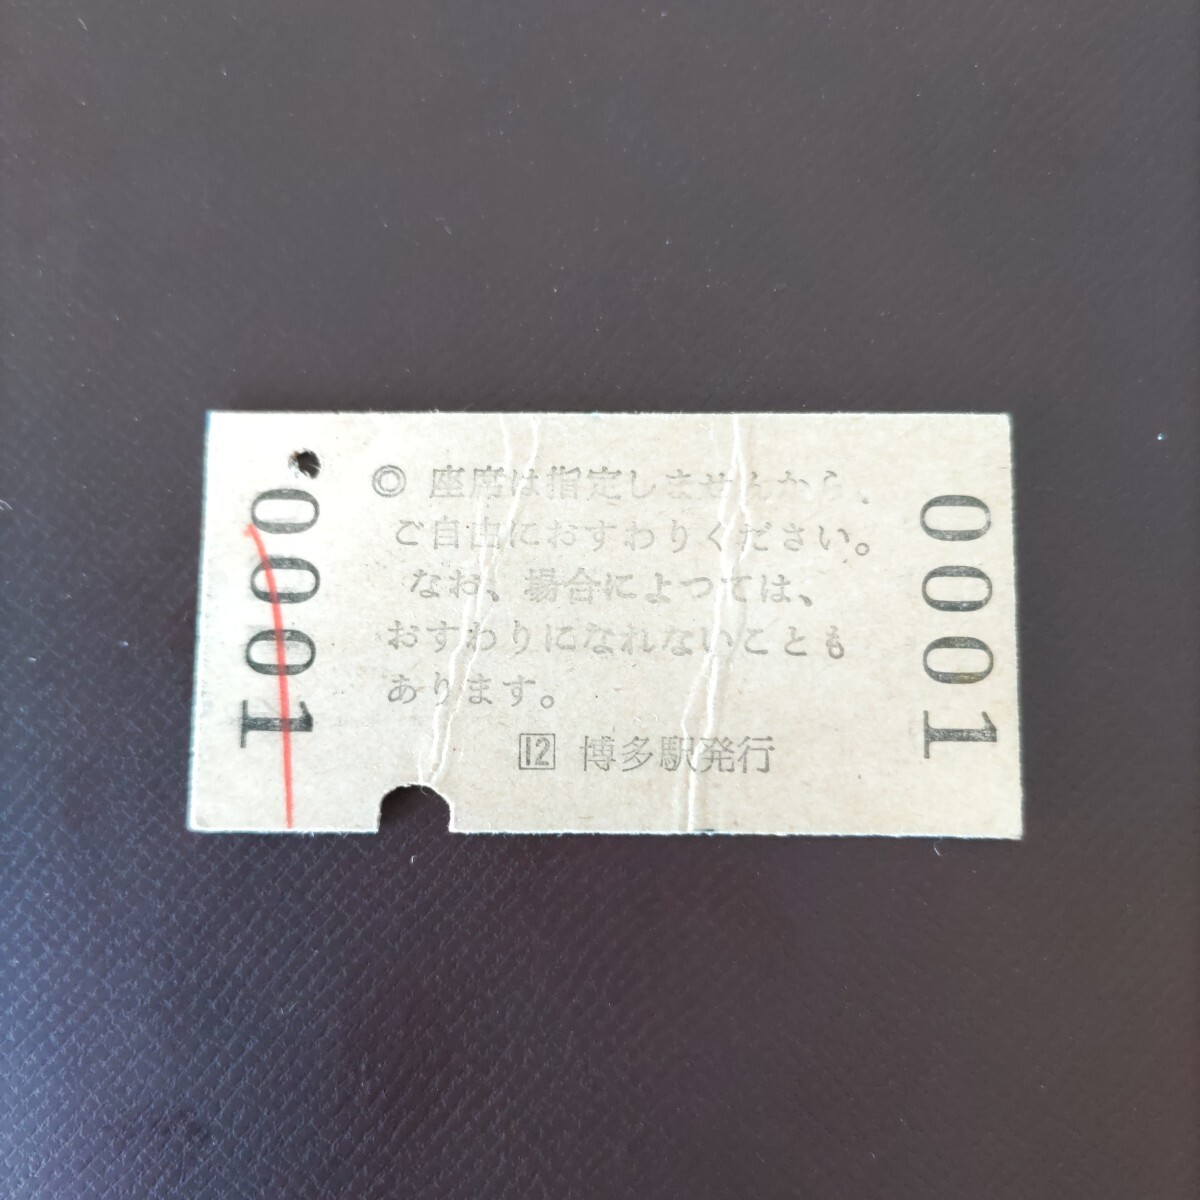 ◎ 座席は指定しませんから、
ご自由におすわりください。
なお、場合によつては、
おすわりになれないことも
あります。
12 博多駅発行
0001
0001